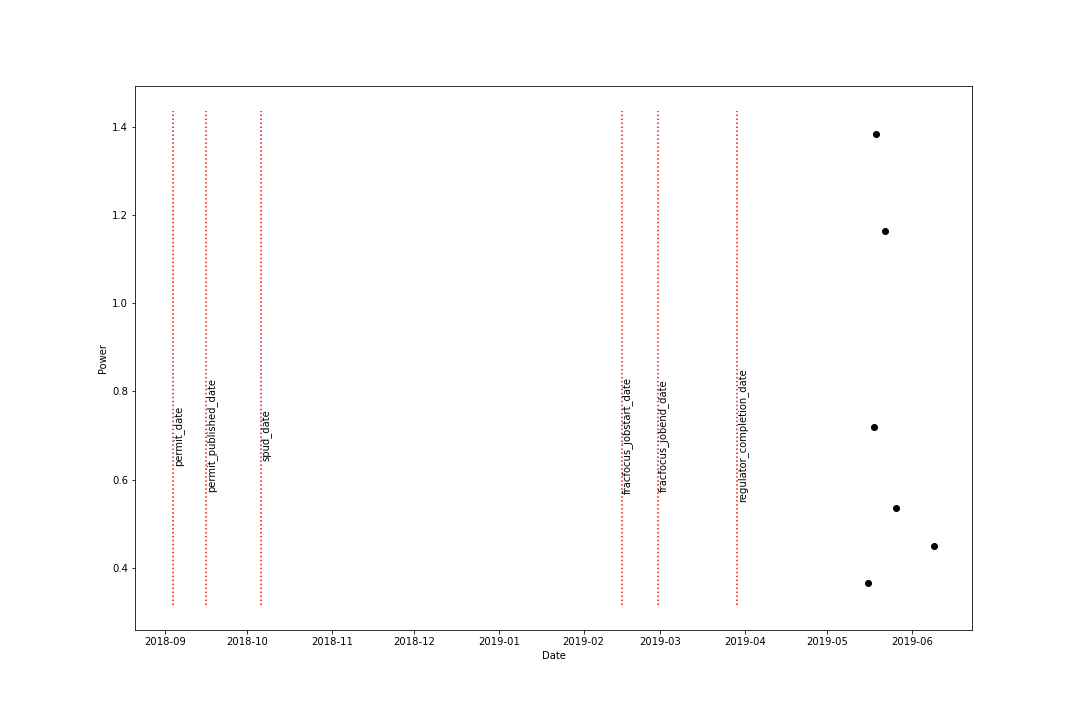 1.4
1.2
1.0
0.8
0.6
0.4
Power
permit_date
permit_published_date
spud_date
fracfocus_jobstart_date
fracfocus_jobend_date
regulator_completion_date
2018-09
2018-10
2018-11
2018-12
2019-01
2019-02
2019-03
2019-04
2019-05
2019-06
Date